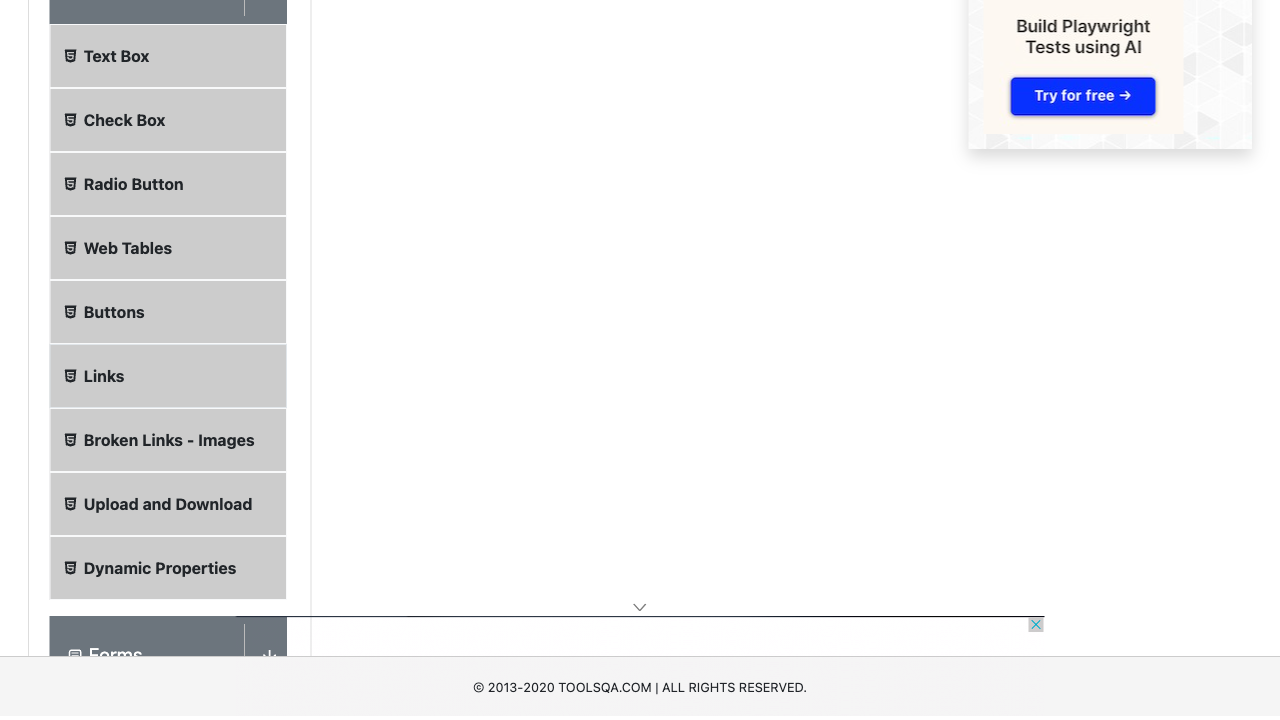 Build Playwright
Tests using AI
Try for free →
Text Box
Check Box
Radio Button
Web Tables
Buttons
Links
Broken Links - Images
Upload and Download
Dynamic Properties
Forms
© 2013-2020 TOOLSQA.COM | ALL RIGHTS RESERVED.